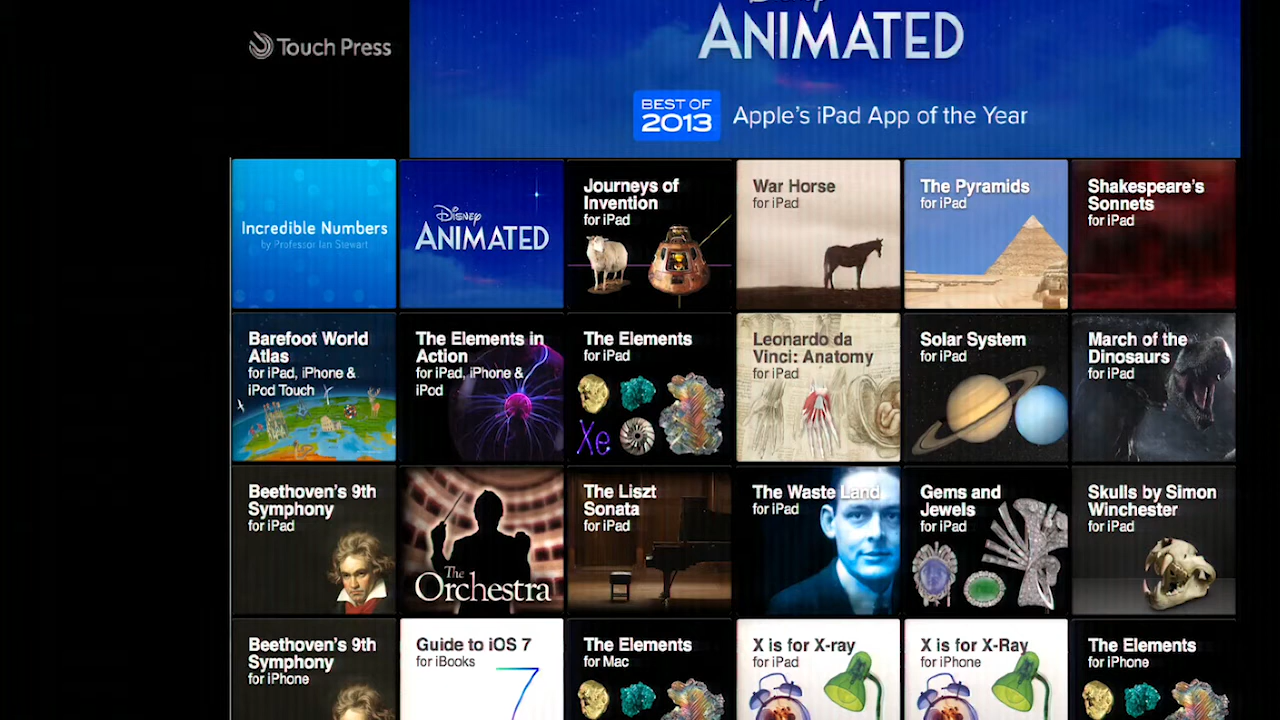 Touch Press
Disney
ANIMATED
BEST OF
2013
Apple's iPad App of the Year
Incredible Numbers
by Professor Ian Stewart
Disney
ANIMATED
Journeys of
Invention
for iPad
War Horse
for iPad
The Pyramids
for iPad
Shakespeare's
Sonnets
for iPad
Barefoot World
Atlas
for iPad, iPhone &
iPod Touch
The Elements in
Action
for iPad, iPhone &
iPod
The Elements
for iPad
Xe
Leonardo da
Vinci: Anatomy
for iPad
Solar System
for iPad
March of the
Dinosaurs
for iPad
Beethoven's 9th
Symphony
for iPad
The
Orchestra
The Liszt
Sonata
for iPad
The Waste Land
for iPad
Gems and
Jewels
for iPad
Skulls by Simon
Winchester
for iPad
Beethoven's 9th
Symphony
for iPhone
Guide to iOS 7
for iBooks
7
The Elements
for Mac
X is for X-ray
for iPad
X is for X-Ray
for iPhone
The Elements
for iPhone